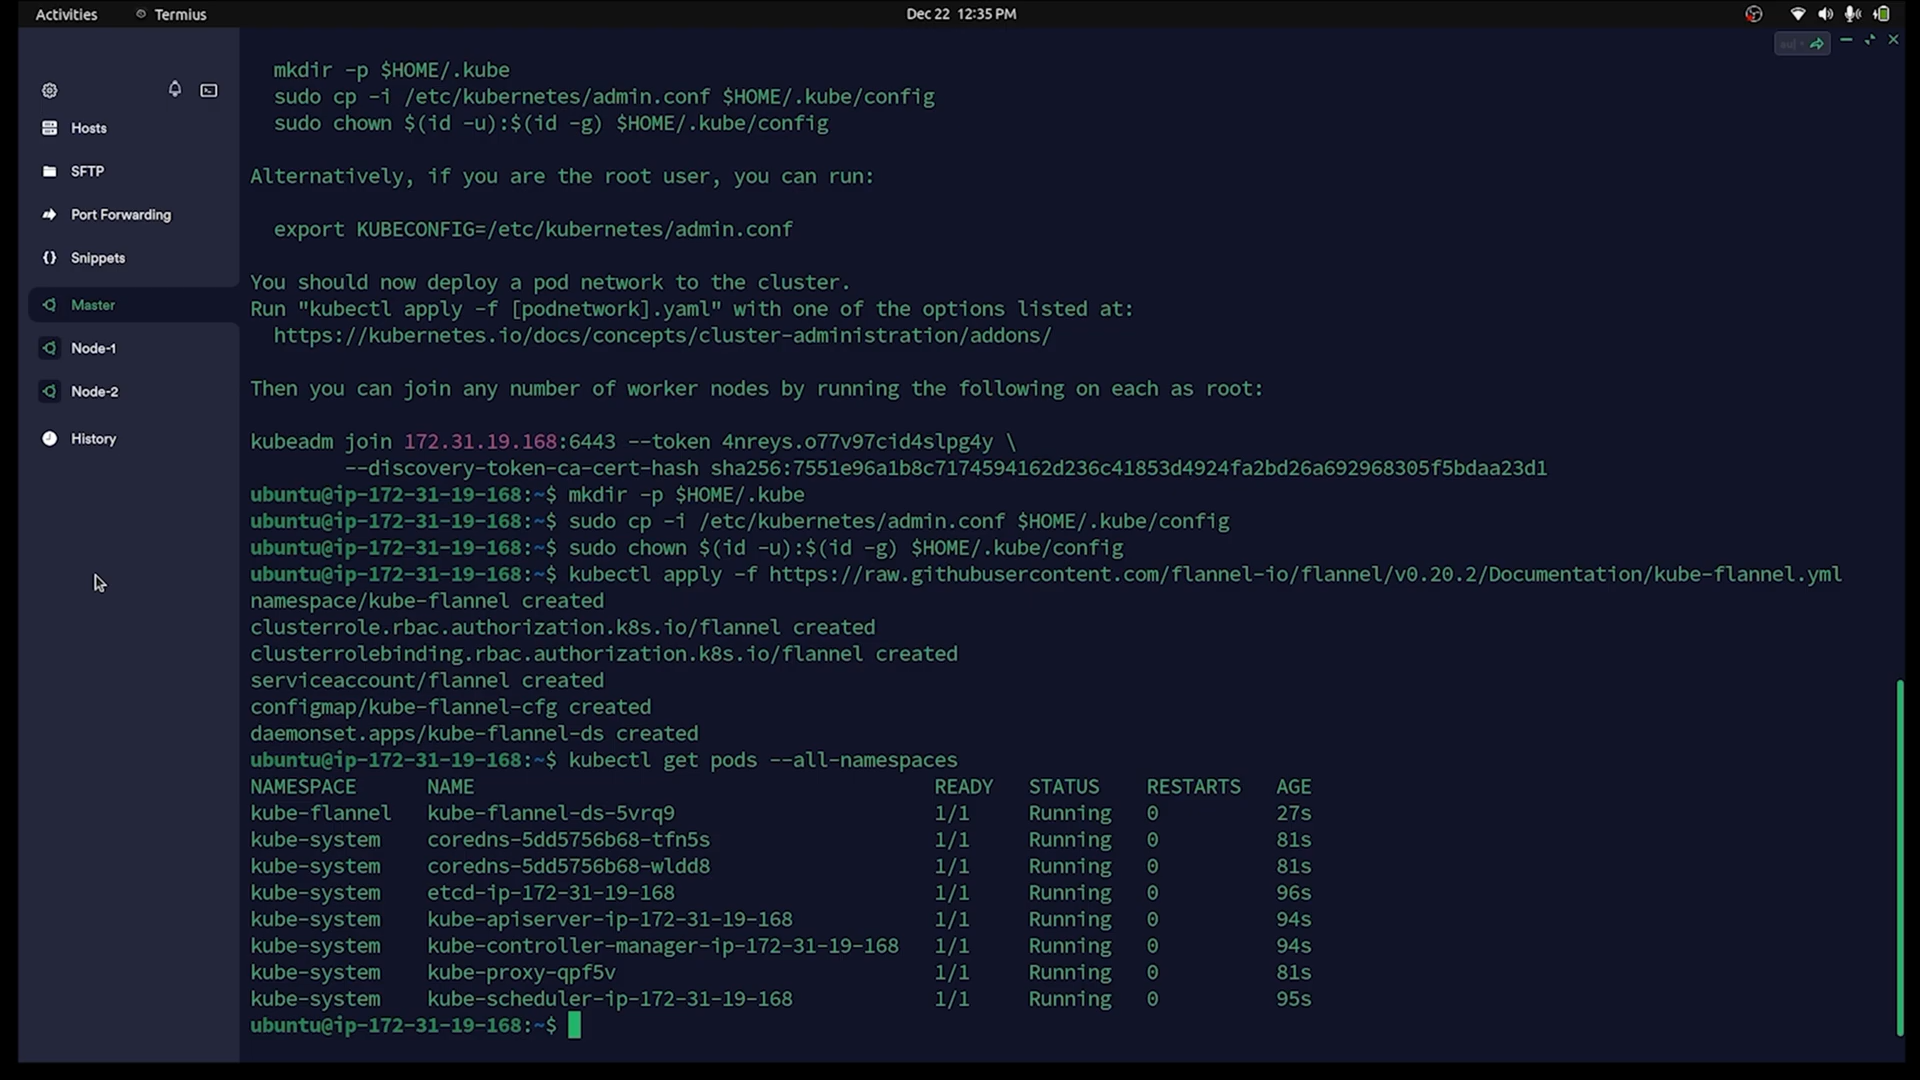 Activities
Termius
Dec 22 12:35 PM
Hosts
SFTP
Port Forwarding
Snippets
Master
Node-1
Node-2
History
mkdir -p $HOME/.kube
sudo cp -i /etc/kubernetes/admin.conf $HOME/.kube/config
sudo chown $(id -u):$(id -g) $HOME/.kube/config
Alternatively, if you are the root user, you can run:
export KUBECONFIG=/etc/kubernetes/admin.conf
You should now deploy a pod network to the cluster.
Run "kubectl apply -f [podnetwork].yaml" with one of the options listed at:
https://kubernetes.io/docs/concepts/cluster-administration/addons/
Then you can join any number of worker nodes by running the following on each as root:
kubeadm join 172.31.19.168:6443 --token 4nreys.o77v97cid4slpg4y \
--discovery-token-ca-cert-hash sha256:7551e96a1b8c7174594162d236c41853d4924fa2bd26a692968305f5bdaa23d1
ubuntu@ip-172-31-19-168:~$ mkdir -p $HOME/.kube
ubuntu@ip-172-31-19-168:~$ sudo cp -i /etc/kubernetes/admin.conf $HOME/.kube/config
ubuntu@ip-172-31-19-168:~$ sudo chown $(id -u):$(id -g) $HOME/.kube/config
ubuntu@ip-172-31-19-168:~$ kubectl apply -f https://raw.githubusercontent.com/flannel-io/flannel/v0.20.2/Documentation/kube-flannel.yml
namespace/kube-flannel created
clusterrole.rbac.authorization.k8s.io/flannel created
clusterrolebinding.rbac.authorization.k8s.io/flannel created
serviceaccount/flannel created
configmap/kube-flannel-cfg created
daemonset.apps/kube-flannel-ds created
ubuntu@ip-172-31-19-168:~$ kubectl get pods --all-namespaces
NAMESPACE NAME READY STATUS RESTARTS AGE
kube-flannel kube-flannel-ds-5vrq9 1/1 Running 0 27s
kube-system coredns-5dd5756b68-tfn5s 1/1 Running 0 81s
kube-system coredns-5dd5756b68-wldd8 1/1 Running 0 81s
kube-system etcd-ip-172-31-19-168 1/1 Running 0 96s
kube-system kube-apiserver-ip-172-31-19-168 1/1 Running 0 94s
kube-system kube-controller-manager-ip-172-31-19-168 1/1 Running 0 94s
kube-system kube-proxy-qpf5v 1/1 Running 0 81s
kube-system kube-scheduler-ip-172-31-19-168 1/1 Running 0 95s
ubuntu@ip-172-31-19-168:~$